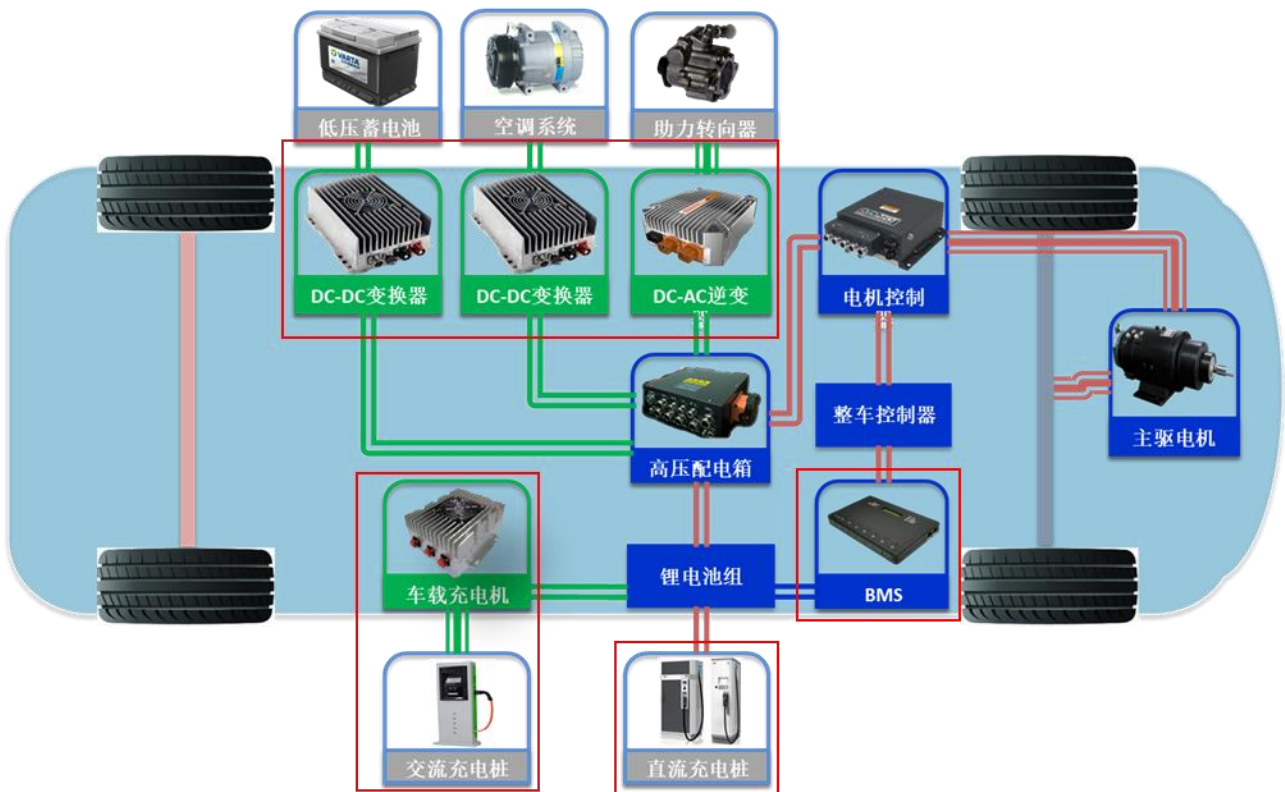 VARTA
低压蓄电池
空调系统
助力转向器
DC-DC变换器
DC-DC变换器
DC-AC逆变
器
电机控制
器
主驱电机
整车控制器
高压配电箱
车载充电机
锂电池组
BMS
交流充电桩
直流充电桩